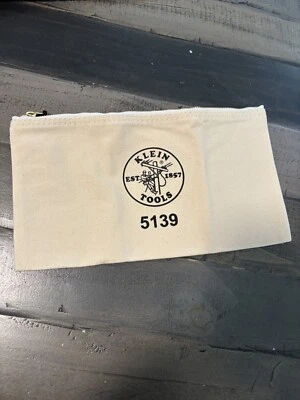 KLEIN
EST. 1857
TOOLS
®
5139